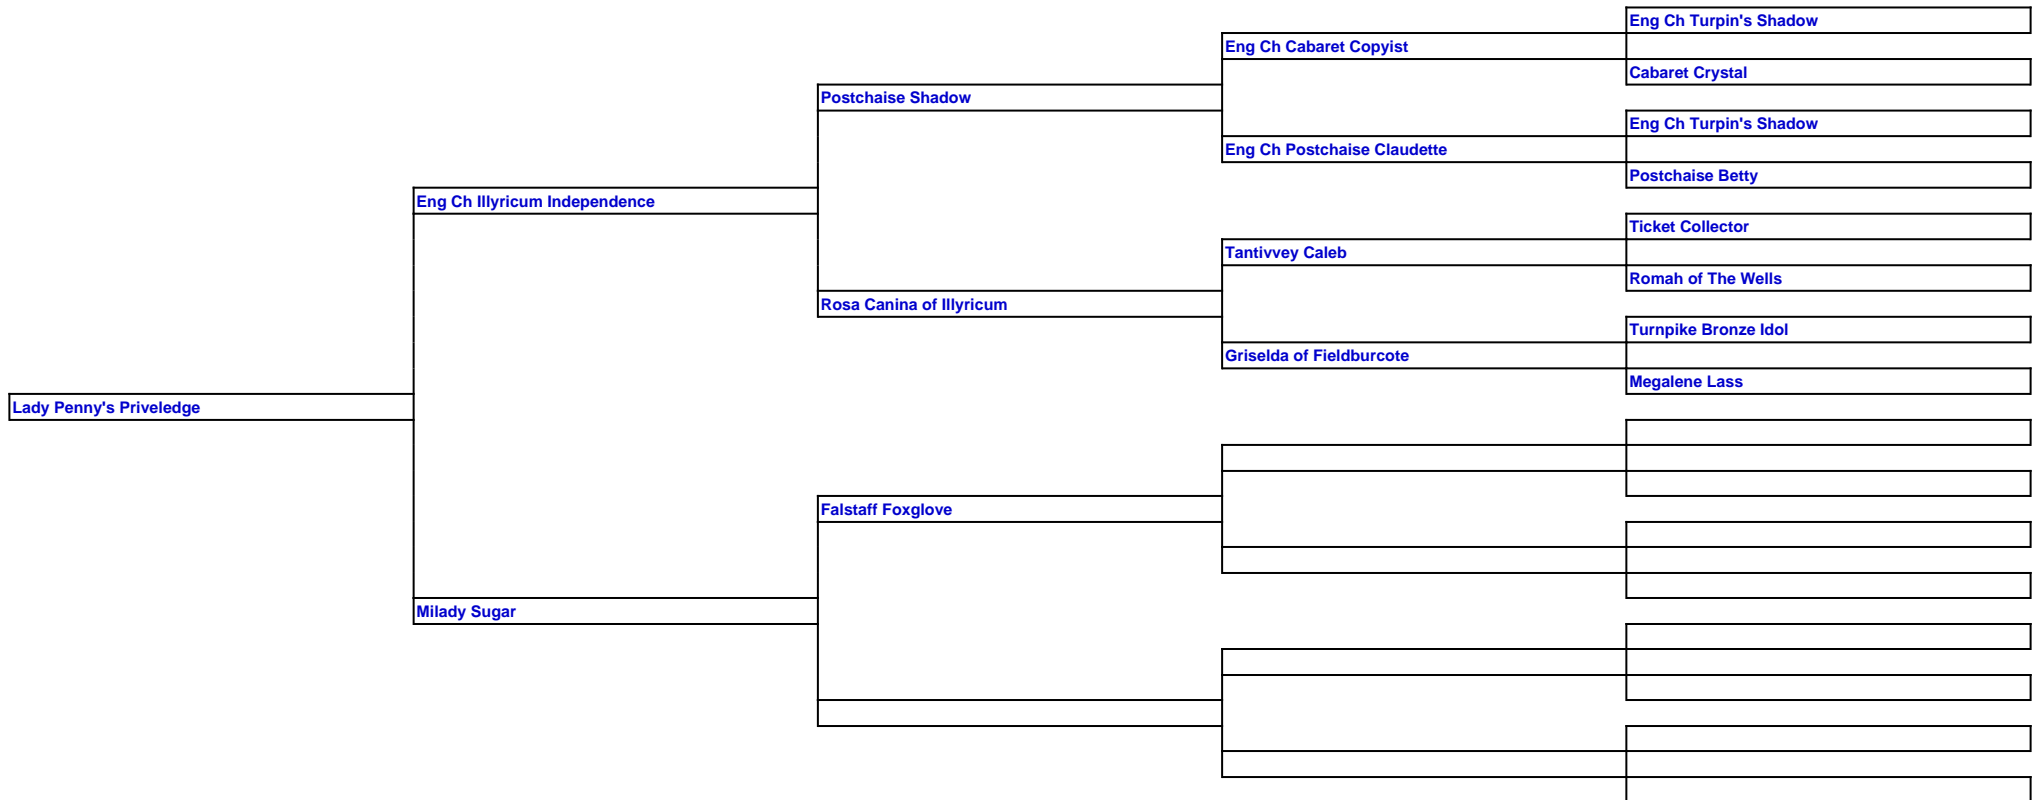 Eng Ch Turpin's Shadow
Eng Ch Cabaret Copyist
Cabaret Crystal
Postchaise Shadow
Eng Ch Turpin's Shadow
Eng Ch Postchaise Claudette
Postchaise Betty
Eng Ch Illyricum Independence
Ticket Collector
Tantivvey Caleb
Romah of The Wells
Rosa Canina of Illyricum
Turnpike Bronze Idol
Griselda of Fieldburcote
Megalene Lass
Lady Penny's Priveledge
Falstaff Foxglove
Milady Sugar